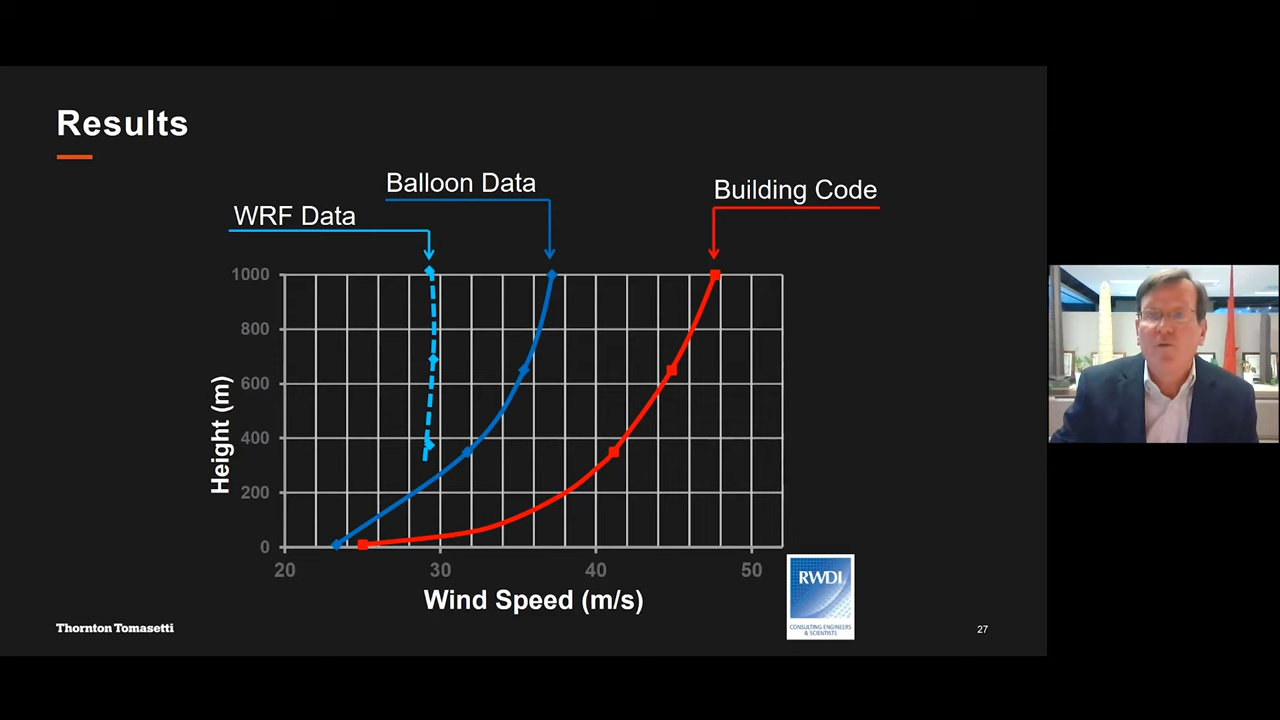 Results
Balloon Data
Building Code
WRF Data
1000
800
600
400
200
0
Height (m)
20
30
40
50
Wind Speed (m/s)
RWDI
CONSULTING ENGINEERS
& SCIENTISTS
Thornton Tomasetti
27